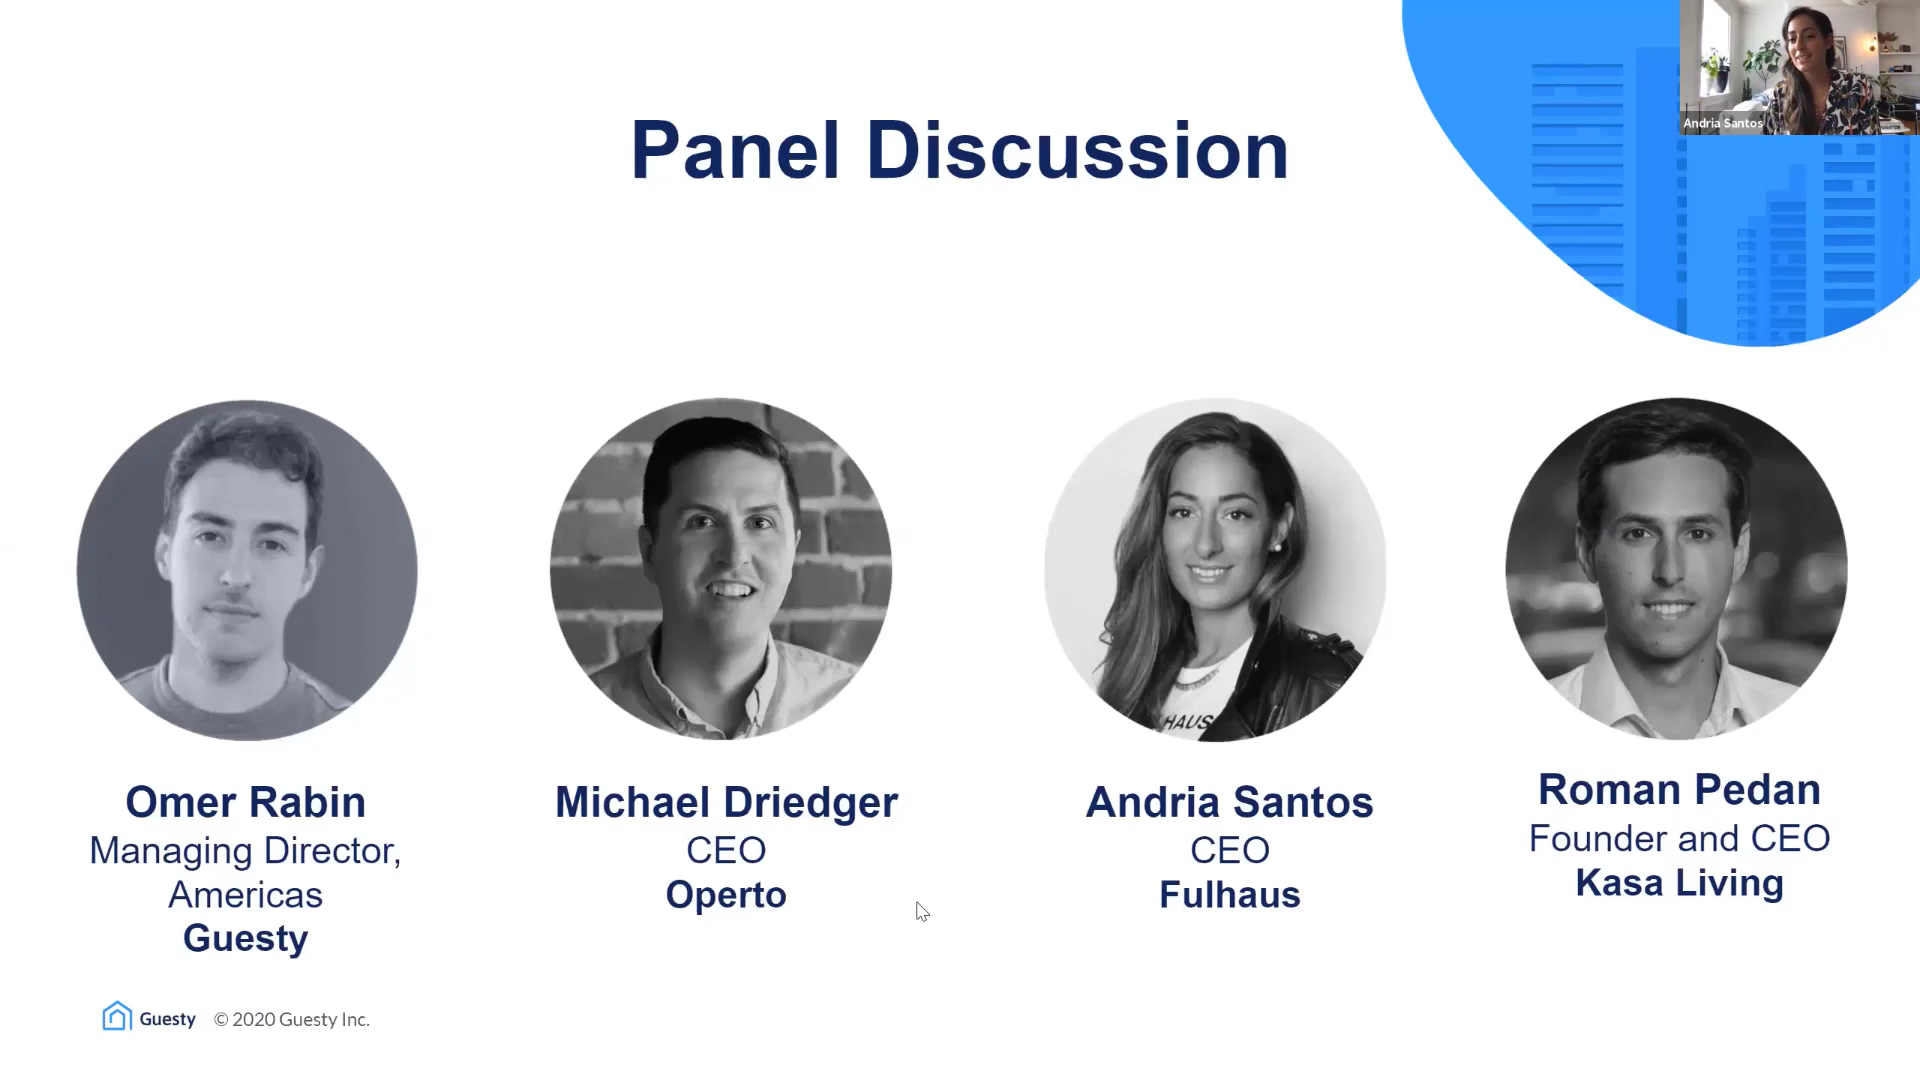 Panel Discussion
Andria Santos
HAUS
Omer Rabin
Managing Director,
Americas
Guesty
Michael Driedger
CEO
Operto
Andria Santos
CEO
Fulhaus
Roman Pedan
Founder and CEO
Kasa Living
Guesty © 2020 Guesty Inc.